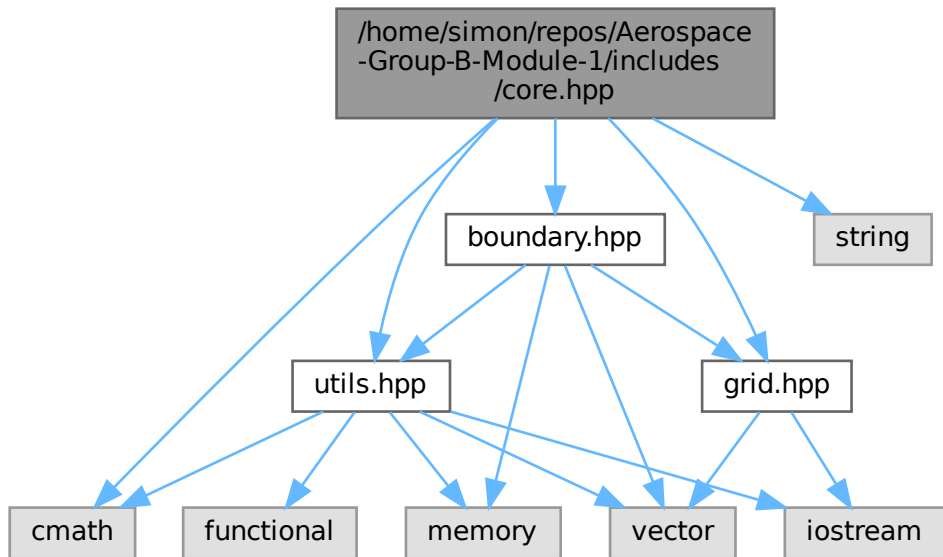 /home/simon/repos/Aerospace
-Group-B-Module-1/includes
/core.hpp
boundary.hpp
string
utils.hpp
grid.hpp
cmath
functional
memory
vector
iostream